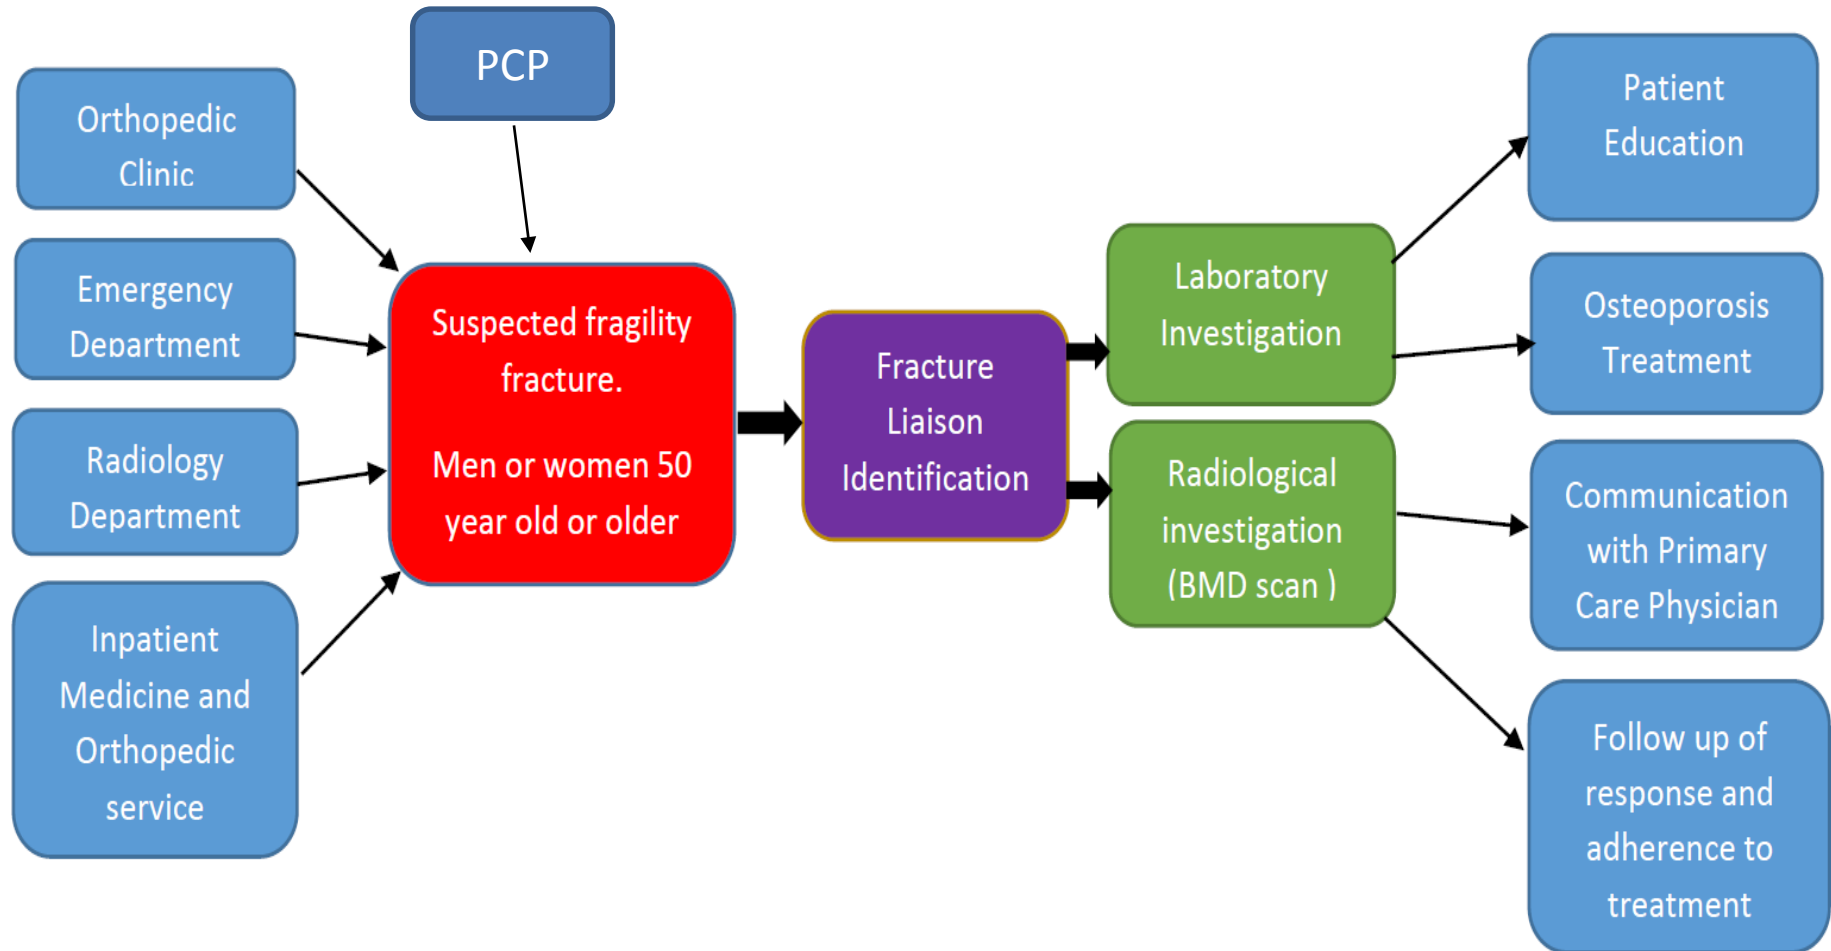 PCP
Orthopedic
Clinic
Emergency
Department
Radiology
Department
Inpatient
Medicine and
Orthopedic
service
Suspected fragility
fracture.
Men or women 50
year old or older
Fracture
Liaison
Identification
Laboratory
Investigation
Radiological
investigation
(BMD scan )
Patient
Education
Osteoporosis
Treatment
Communication
with Primary
Care Physician
Follow up of
response and
adherence to
treatment